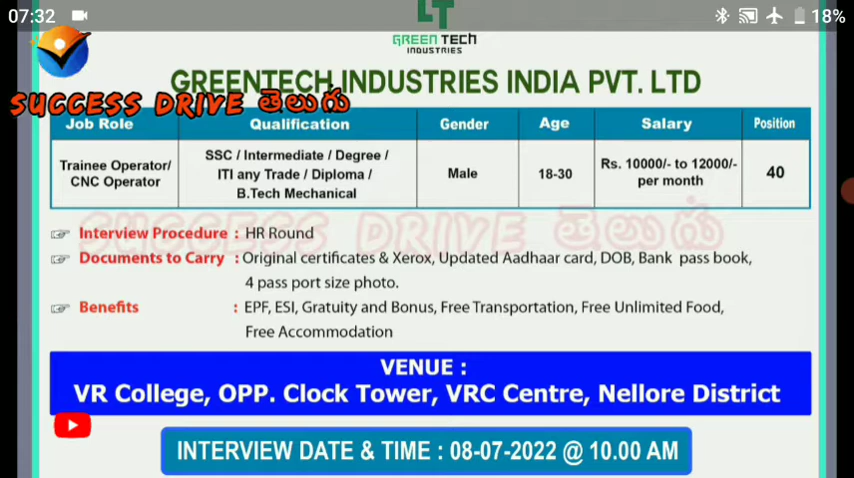 07:32
18%
GREEN TECH
INDUSTRIES
GREENTECH INDUSTRIES INDIA PVT. LTD
SUCCESS DRIVE తెలుగు
Job Role Qualification Gender Age Salary Position
Trainee Operator/
CNC Operator
SSC / Intermediate / Degree /
ITI any Trade / Diploma /
B.Tech Mechanical
Male
18-30
Rs. 10000/- to 12000/-
per month
40
SUCCESS DRIVE తెలుగు
Interview Procedure : HR Round
Documents to Carry : Original certificates & Xerox, Updated Aadhaar card, DOB, Bank pass book,
4 pass port size photo.
Benefits : EPF, ESI, Gratuity and Bonus, Free Transportation, Free Unlimited Food,
Free Accommodation
VENUE :
VR College, OPP. Clock Tower, VRC Centre, Nellore District
INTERVIEW DATE & TIME : 08-07-2022 @ 10.00 AM